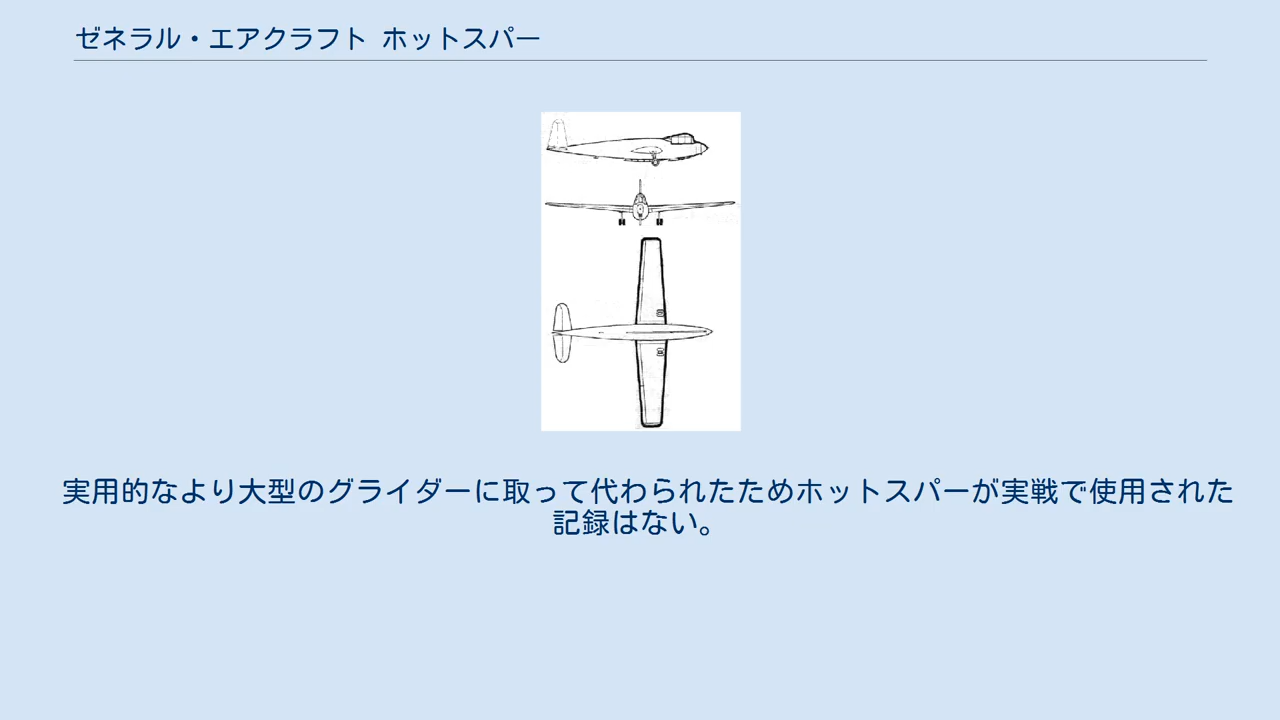 ゼネラル・エアクラフト ホットスパー
実用的なより大型のグライダーに取って代わられたためホットスパーが実戦で使用された
記録はない。